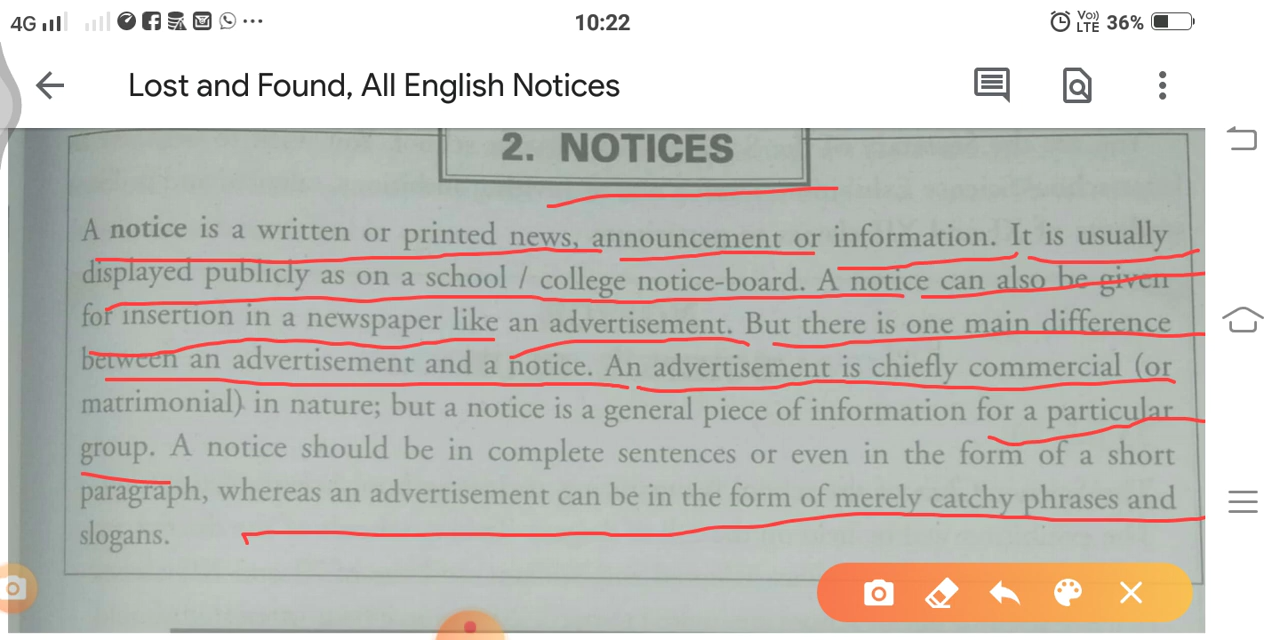 4G 10:22 Vo)) LTE 36%
Lost and Found, All English Notices
2. NOTICES
A notice is a written or printed news, announcement or information. It is usually
displayed publicly as on a school / college notice-board. A notice can also be given
for insertion in a newspaper like an advertisement. But there is one main difference
between an advertisement and a notice. An advertisement is chiefly commercial (or
matrimonial) in nature; but a notice is a general piece of information for a particular
group. A notice should be in complete sentences or even in the form of a short
paragraph, whereas an advertisement can be in the form of merely catchy phrases and
slogans.